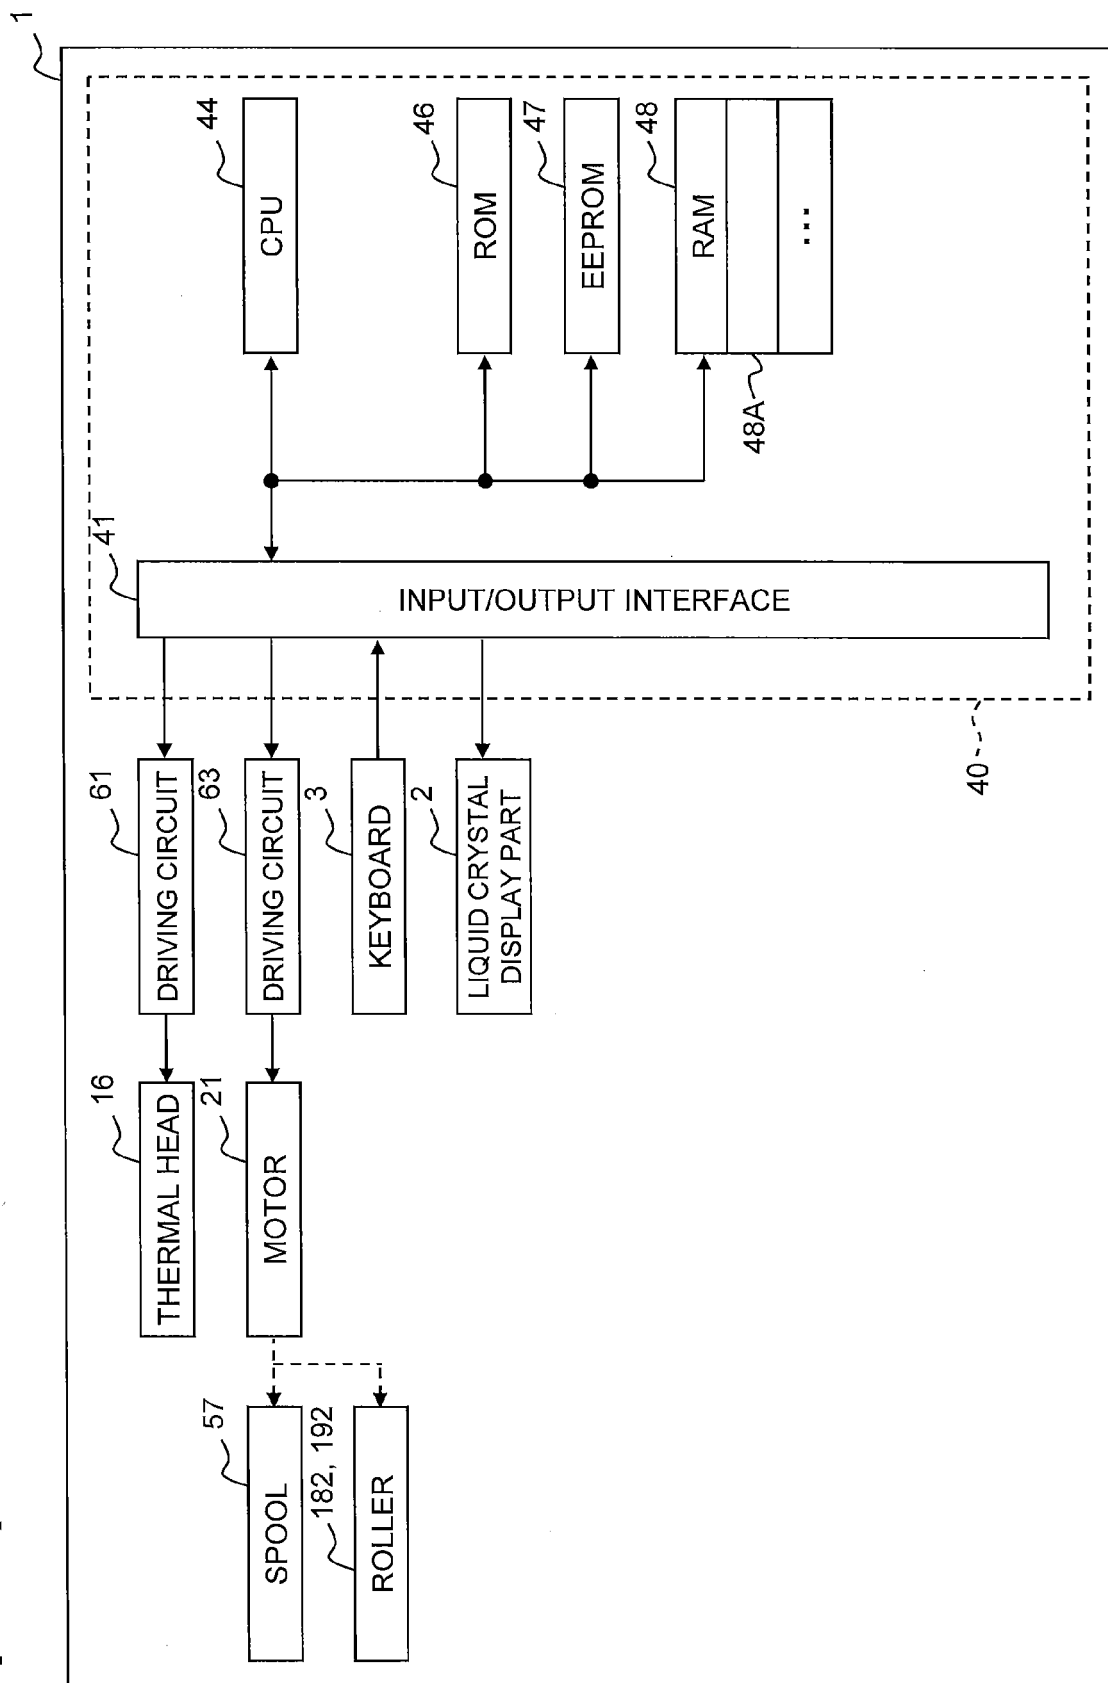 1
44
CPU
46
ROM
47
EEPROM
48
RAM
...
48A
41
INPUT/OUTPUT INTERFACE
40
61
DRIVING CIRCUIT
63
DRIVING CIRCUIT
3
KEYBOARD
2
LIQUID CRYSTAL
DISPLAY PART
16
THERMAL HEAD
21
MOTOR
57
SPOOL
182, 192
ROLLER